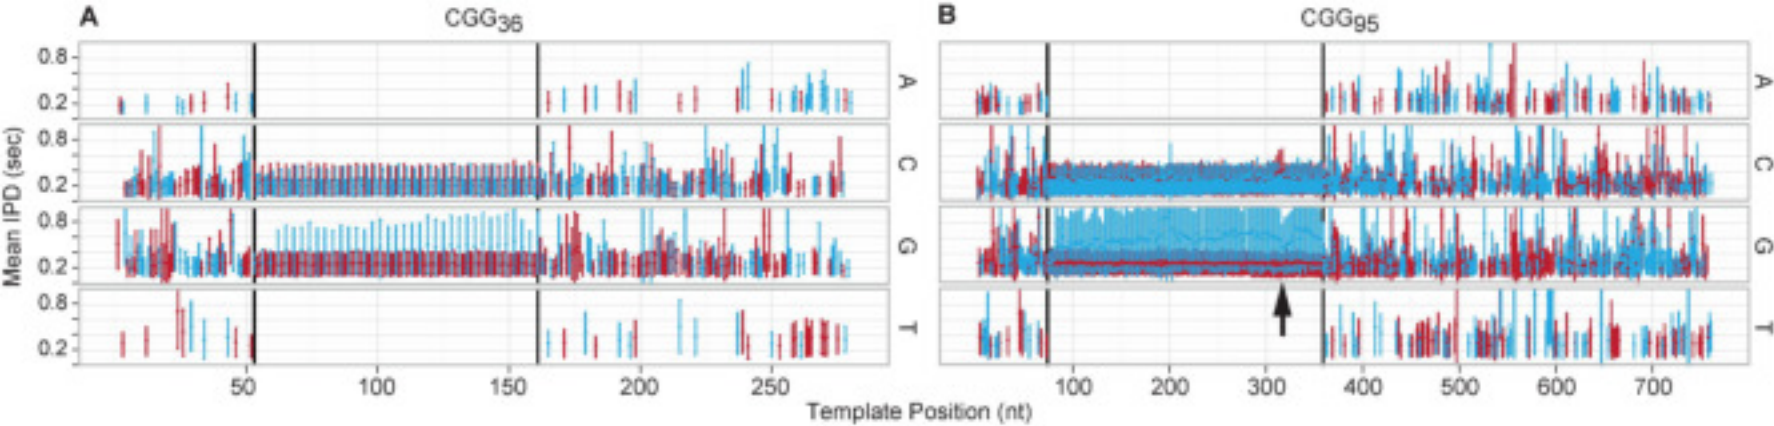 A CGG36 B CGG95
Mean IPD (sec)
0.8 A A
0.2
0.8 C C
0.2
0.8 G G
0.2
0.8 T T
0.2
50 100 150 200 250 100 200 300 400 500 600 700
Template Position (nt)